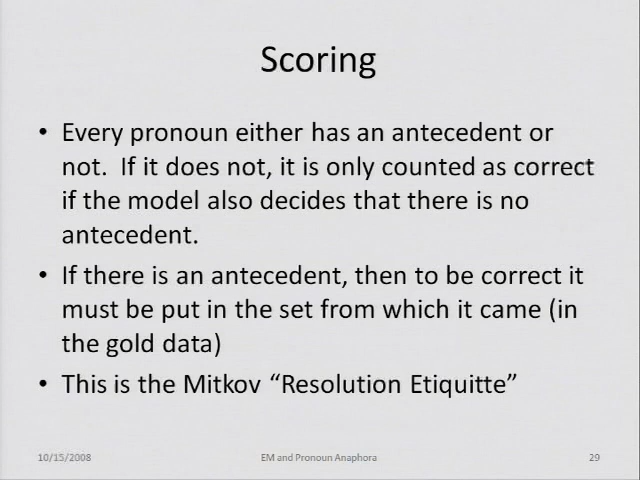 Scoring
• Every pronoun either has an antecedent or
not.  If it does not, it is only counted as correct
if the model also decides that there is no
antecedent.
• If there is an antecedent, then to be correct it
must be put in the set from which it came (in
the gold data)
• This is the Mitkov “Resolution Etiquitte”
10/15/2008
EM and Pronoun Anaphora
29